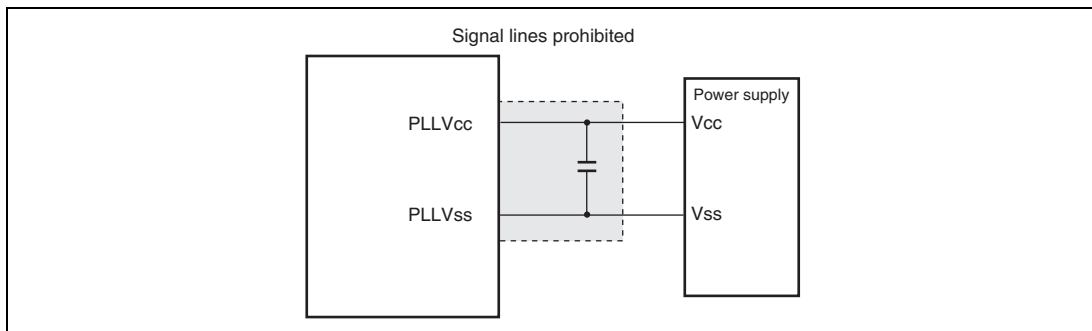 Signal lines prohibited
Power supply
PLLVcc
Vcc
PLLVss
Vss